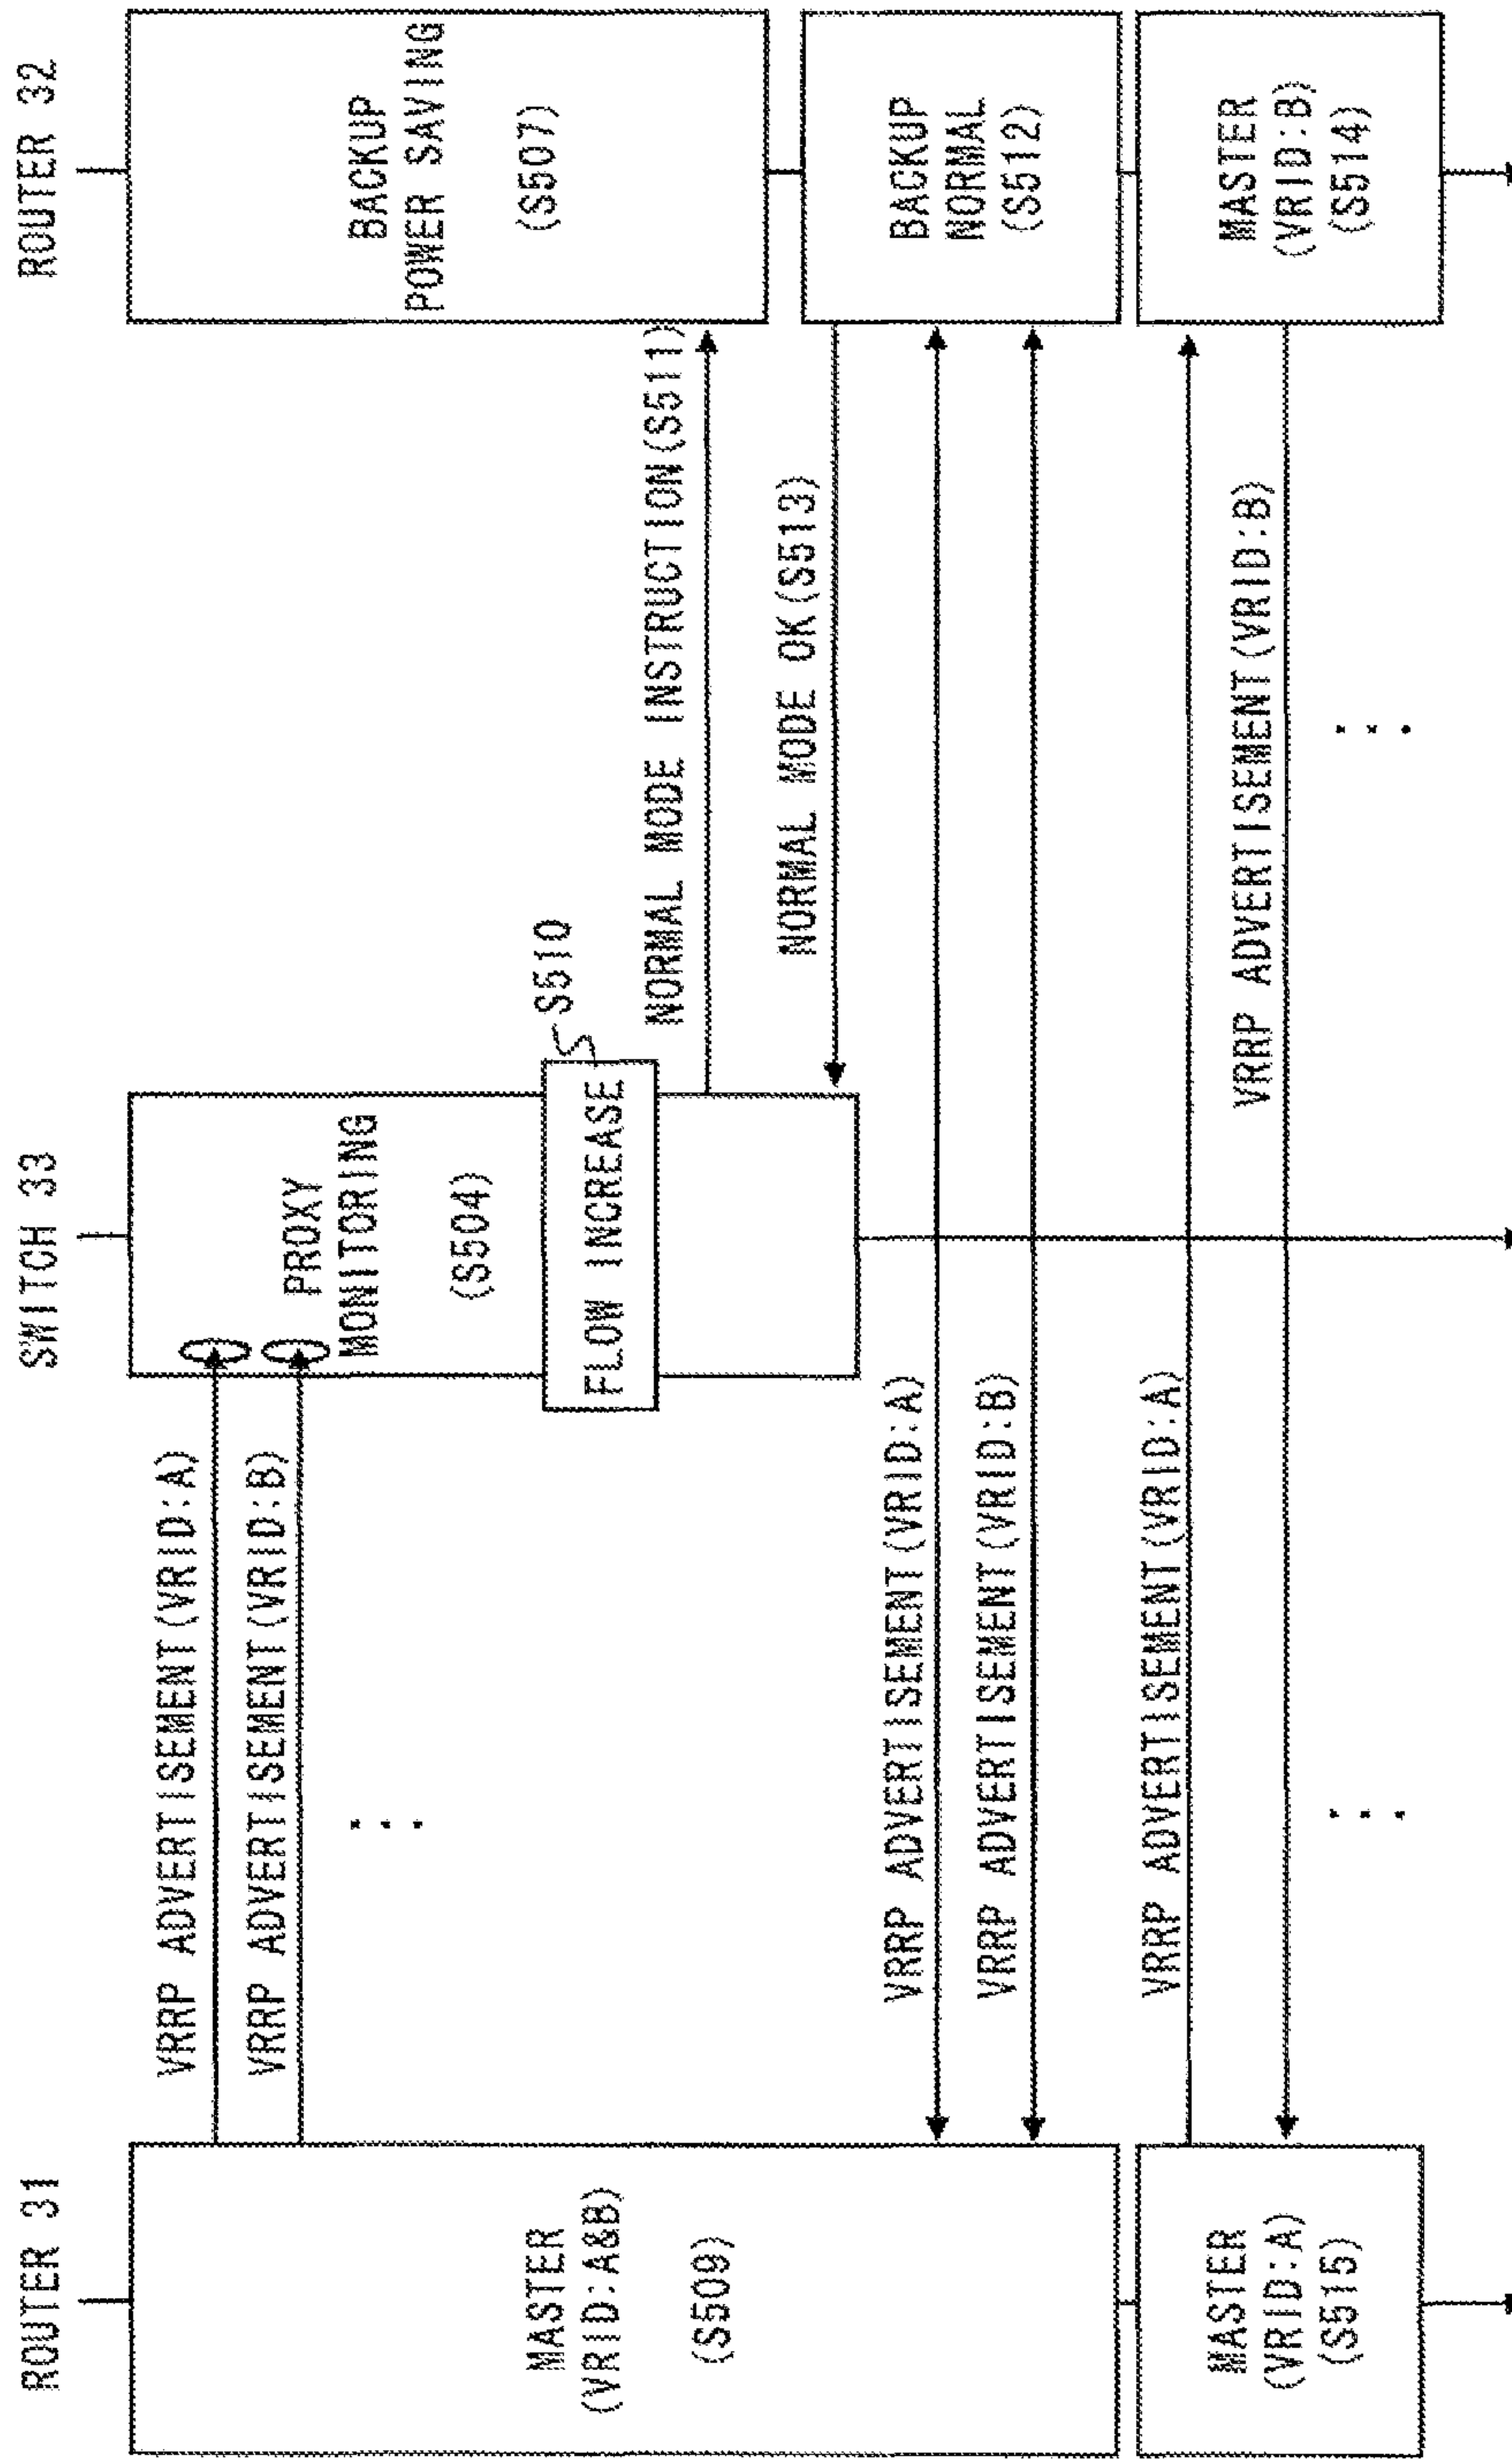 ROUTER 31
SWITCH 33
ROUTER 32
MASTER
(VRID:A&B)
(S509)
VRRP ADVERTISEMENT(VRID:A)
VRRP ADVERTISEMENT(VRID:B)
...
PROXY
MONITORING
(S504)
FLOW INCREASE
S510
BACKUP
POWER SAVING
(S507)
NORMAL MODE INSTRUCTION(S511)
NORMAL MODE OK(S513)
BACKUP
NORMAL
(S512)
VRRP ADVERTISEMENT(VRID:A)
VRRP ADVERTISEMENT(VRID:B)
MASTER
(VRID:A)
(S515)
VRRP ADVERTISEMENT(VRID:A)
VRRP ADVERTISEMENT(VRID:B)
MASTER
(VRID:B)
(S514)
...
...